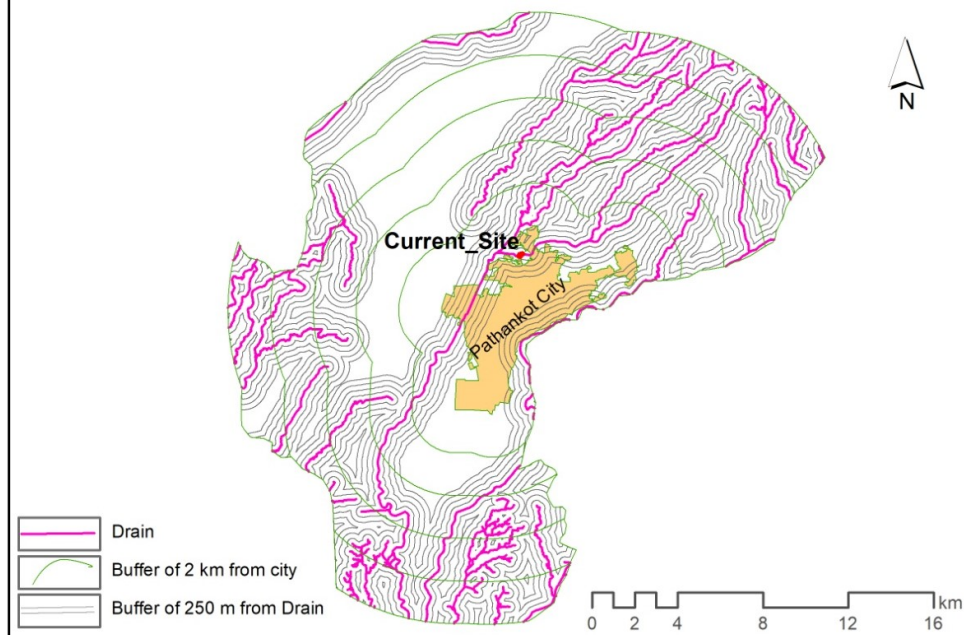 N
Current_Site
Pathankot City
Drain
Buffer of 2 km from city
Buffer of 250 m from Drain
km
0 2 4 8 12 16